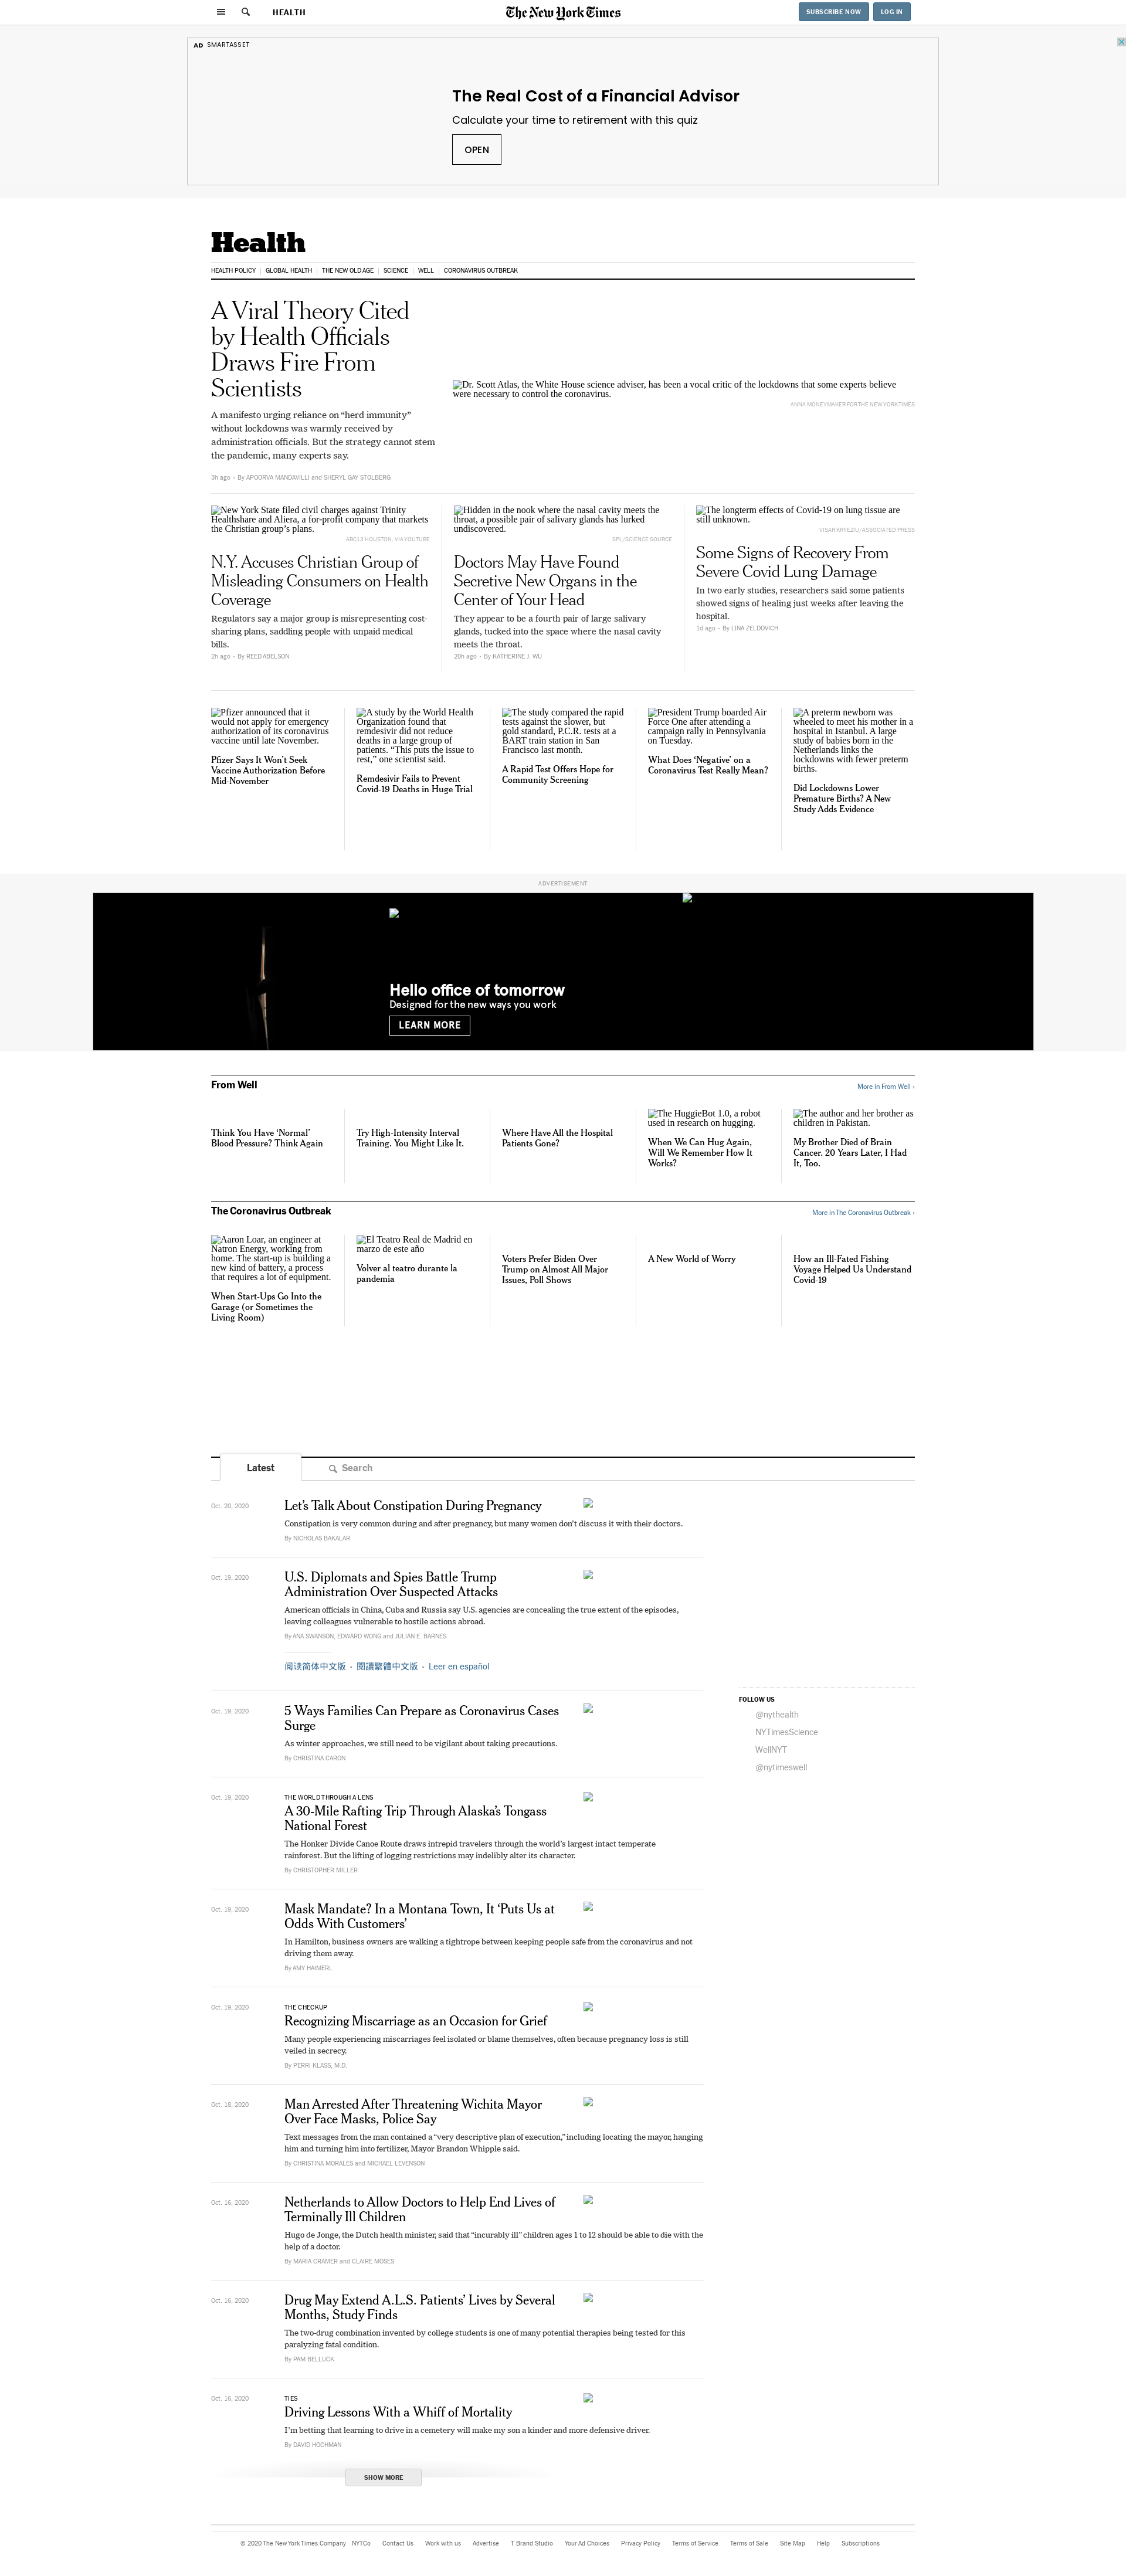 HEALTH
The New York Times
SUBSCRIBE NOW
LOG IN
AD SMARTASSET
The Real Cost of a Financial Advisor
Calculate your time to retirement with this quiz
OPEN
Health
HEALTH POLICY | GLOBAL HEALTH | THE NEW OLD AGE | SCIENCE | WELL | CORONAVIRUS OUTBREAK
A Viral Theory Cited
by Health Officials
Draws Fire From
Scientists
A manifesto urging reliance on “herd immunity”
without lockdowns was warmly received by
administration officials. But the strategy cannot stem
the pandemic, many experts say.
3h ago • By APOORVA MANDAVILLI and SHERYL GAY STOLBERG
Dr. Scott Atlas, the White House science adviser, has been a vocal critic of the lockdowns that some experts believe
were necessary to control the coronavirus.
ANNA MONEYMAKER FOR THE NEW YORK TIMES
New York State filed civil charges against Trinity
Healthshare and Aliera, a for-profit company that markets
the Christian group’s plans.
ABC13 HOUSTON, VIA YOUTUBE
N.Y. Accuses Christian Group of
Misleading Consumers on Health
Coverage
Regulators say a major group is misrepresenting cost-
sharing plans, saddling people with unpaid medical
bills.
2h ago • By REED ABELSON
Hidden in the nook where the nasal cavity meets the
throat, a possible pair of salivary glands has lurked
undiscovered.
SPL/SCIENCE SOURCE
Doctors May Have Found
Secretive New Organs in the
Center of Your Head
They appear to be a fourth pair of large salivary
glands, tucked into the space where the nasal cavity
meets the throat.
20h ago • By KATHERINE J. WU
The longterm effects of Covid-19 on lung tissue are
still unknown.
VISAR KRYEZIU/ASSOCIATED PRESS
Some Signs of Recovery From
Severe Covid Lung Damage
In two early studies, researchers said some patients
showed signs of healing just weeks after leaving the
hospital.
1d ago • By LINA ZELDOVICH
Pfizer announced that it
would not apply for emergency
authorization of its coronavirus
vaccine until late November.
Pfizer Says It Won’t Seek
Vaccine Authorization Before
Mid-November
A study by the World Health
Organization found that
remdesivir did not reduce
deaths in a large group of
patients. “This puts the issue to
rest,” one scientist said.
Remdesivir Fails to Prevent
Covid-19 Deaths in Huge Trial
The study compared the rapid
tests against the slower, but
gold standard, P.C.R. tests at a
BART train station in San
Francisco last month.
A Rapid Test Offers Hope for
Community Screening
President Trump boarded Air
Force One after attending a
campaign rally in Pennsylvania
on Tuesday.
What Does ‘Negative’ on a
Coronavirus Test Really Mean?
A preterm newborn was
wheeled to meet his mother in a
hospital in Istanbul. A large
study of babies born in the
Netherlands links the
lockdowns with fewer preterm
births.
Did Lockdowns Lower
Premature Births? A New
Study Adds Evidence
ADVERTISEMENT
Hello office of tomorrow
Designed for the new ways you work
LEARN MORE
From Well
More in From Well ›
Think You Have ‘Normal’
Blood Pressure? Think Again
Try High-Intensity Interval
Training. You Might Like It.
Where Have All the Hospital
Patients Gone?
The HuggieBot 1.0, a robot
used in research on hugging.
When We Can Hug Again,
Will We Remember How It
Works?
The author and her brother as
children in Pakistan.
My Brother Died of Brain
Cancer. 20 Years Later, I Had
It, Too.
The Coronavirus Outbreak
More in The Coronavirus Outbreak ›
Aaron Loar, an engineer at
Natron Energy, working from
home. The start-up is building a
new kind of battery, a process
that requires a lot of equipment.
When Start-Ups Go Into the
Garage (or Sometimes the
Living Room)
El Teatro Real de Madrid en
marzo de este año
Volver al teatro durante la
pandemia
Voters Prefer Biden Over
Trump on Almost All Major
Issues, Poll Shows
A New World of Worry
How an Ill-Fated Fishing
Voyage Helped Us Understand
Covid-19
Latest
Search
Oct. 20, 2020
Let’s Talk About Constipation During Pregnancy
Constipation is very common during and after pregnancy, but many women don’t discuss it with their doctors.
By NICHOLAS BAKALAR
Oct. 19, 2020
U.S. Diplomats and Spies Battle Trump
Administration Over Suspected Attacks
American officials in China, Cuba and Russia say U.S. agencies are concealing the true extent of the episodes,
leaving colleagues vulnerable to hostile actions abroad.
By ANA SWANSON, EDWARD WONG and JULIAN E. BARNES
阅读简体中文版 • 閱讀繁體中文版 • Leer en español
Oct. 19, 2020
5 Ways Families Can Prepare as Coronavirus Cases
Surge
As winter approaches, we still need to be vigilant about taking precautions.
By CHRISTINA CARON
FOLLOW US
@nythealth
NYTimesScience
WellNYT
@nytimeswell
Oct. 19, 2020
THE WORLD THROUGH A LENS
A 30-Mile Rafting Trip Through Alaska’s Tongass
National Forest
The Honker Divide Canoe Route draws intrepid travelers through the world’s largest intact temperate
rainforest. But the lifting of logging restrictions may indelibly alter its character.
By CHRISTOPHER MILLER
Oct. 19, 2020
Mask Mandate? In a Montana Town, It ‘Puts Us at
Odds With Customers’
In Hamilton, business owners are walking a tightrope between keeping people safe from the coronavirus and not
driving them away.
By AMY HAIMERL
Oct. 19, 2020
THE CHECKUP
Recognizing Miscarriage as an Occasion for Grief
Many people experiencing miscarriages feel isolated or blame themselves, often because pregnancy loss is still
veiled in secrecy.
By PERRI KLASS, M.D.
Oct. 18, 2020
Man Arrested After Threatening Wichita Mayor
Over Face Masks, Police Say
Text messages from the man contained a “very descriptive plan of execution,” including locating the mayor, hanging
him and turning him into fertilizer, Mayor Brandon Whipple said.
By CHRISTINA MORALES and MICHAEL LEVENSON
Oct. 16, 2020
Netherlands to Allow Doctors to Help End Lives of
Terminally Ill Children
Hugo de Jonge, the Dutch health minister, said that “incurably ill” children ages 1 to 12 should be able to die with the
help of a doctor.
By MARIA CRAMER and CLAIRE MOSES
Oct. 16, 2020
Drug May Extend A.L.S. Patients’ Lives by Several
Months, Study Finds
The two-drug combination invented by college students is one of many potential therapies being tested for this
paralyzing fatal condition.
By PAM BELLUCK
Oct. 16, 2020
TIES
Driving Lessons With a Whiff of Mortality
I’m betting that learning to drive in a cemetery will make my son a kinder and more defensive driver.
By DAVID HOCHMAN
SHOW MORE
© 2020 The New York Times Company NYTCo Contact Us Work with us Advertise T Brand Studio Your Ad Choices Privacy Policy Terms of Service Terms of Sale Site Map Help Subscriptions